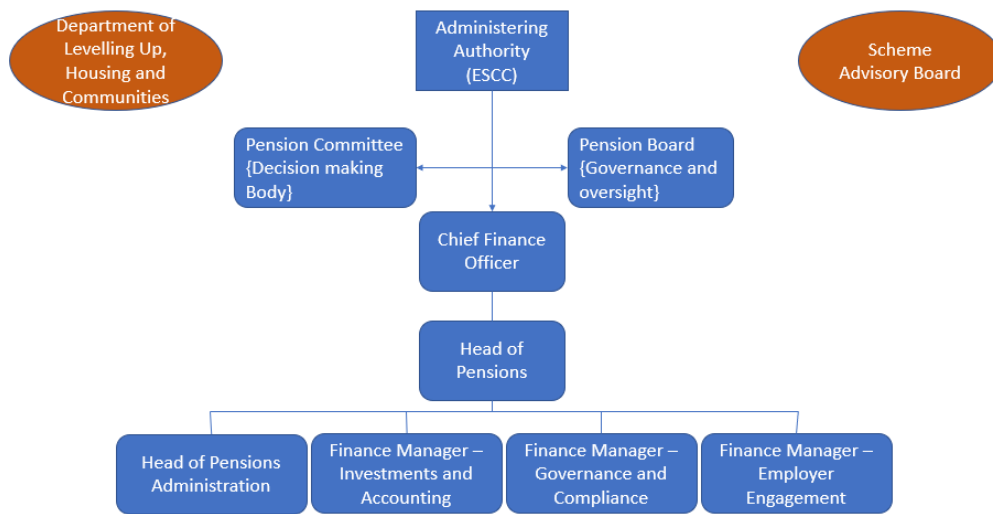 Department of
Levelling Up,
Housing and
Communities
Administering
Authority
(ESCC)
Scheme
Advisory Board
Pension Committee
{Decision making
Body}
Pension Board
{Governance and
oversight}
Chief Finance
Officer
Head of
Pensions
Head of Pensions
Administration
Finance Manager –
Investments and
Accounting
Finance Manager –
Governance and
Compliance
Finance Manager –
Employer
Engagement